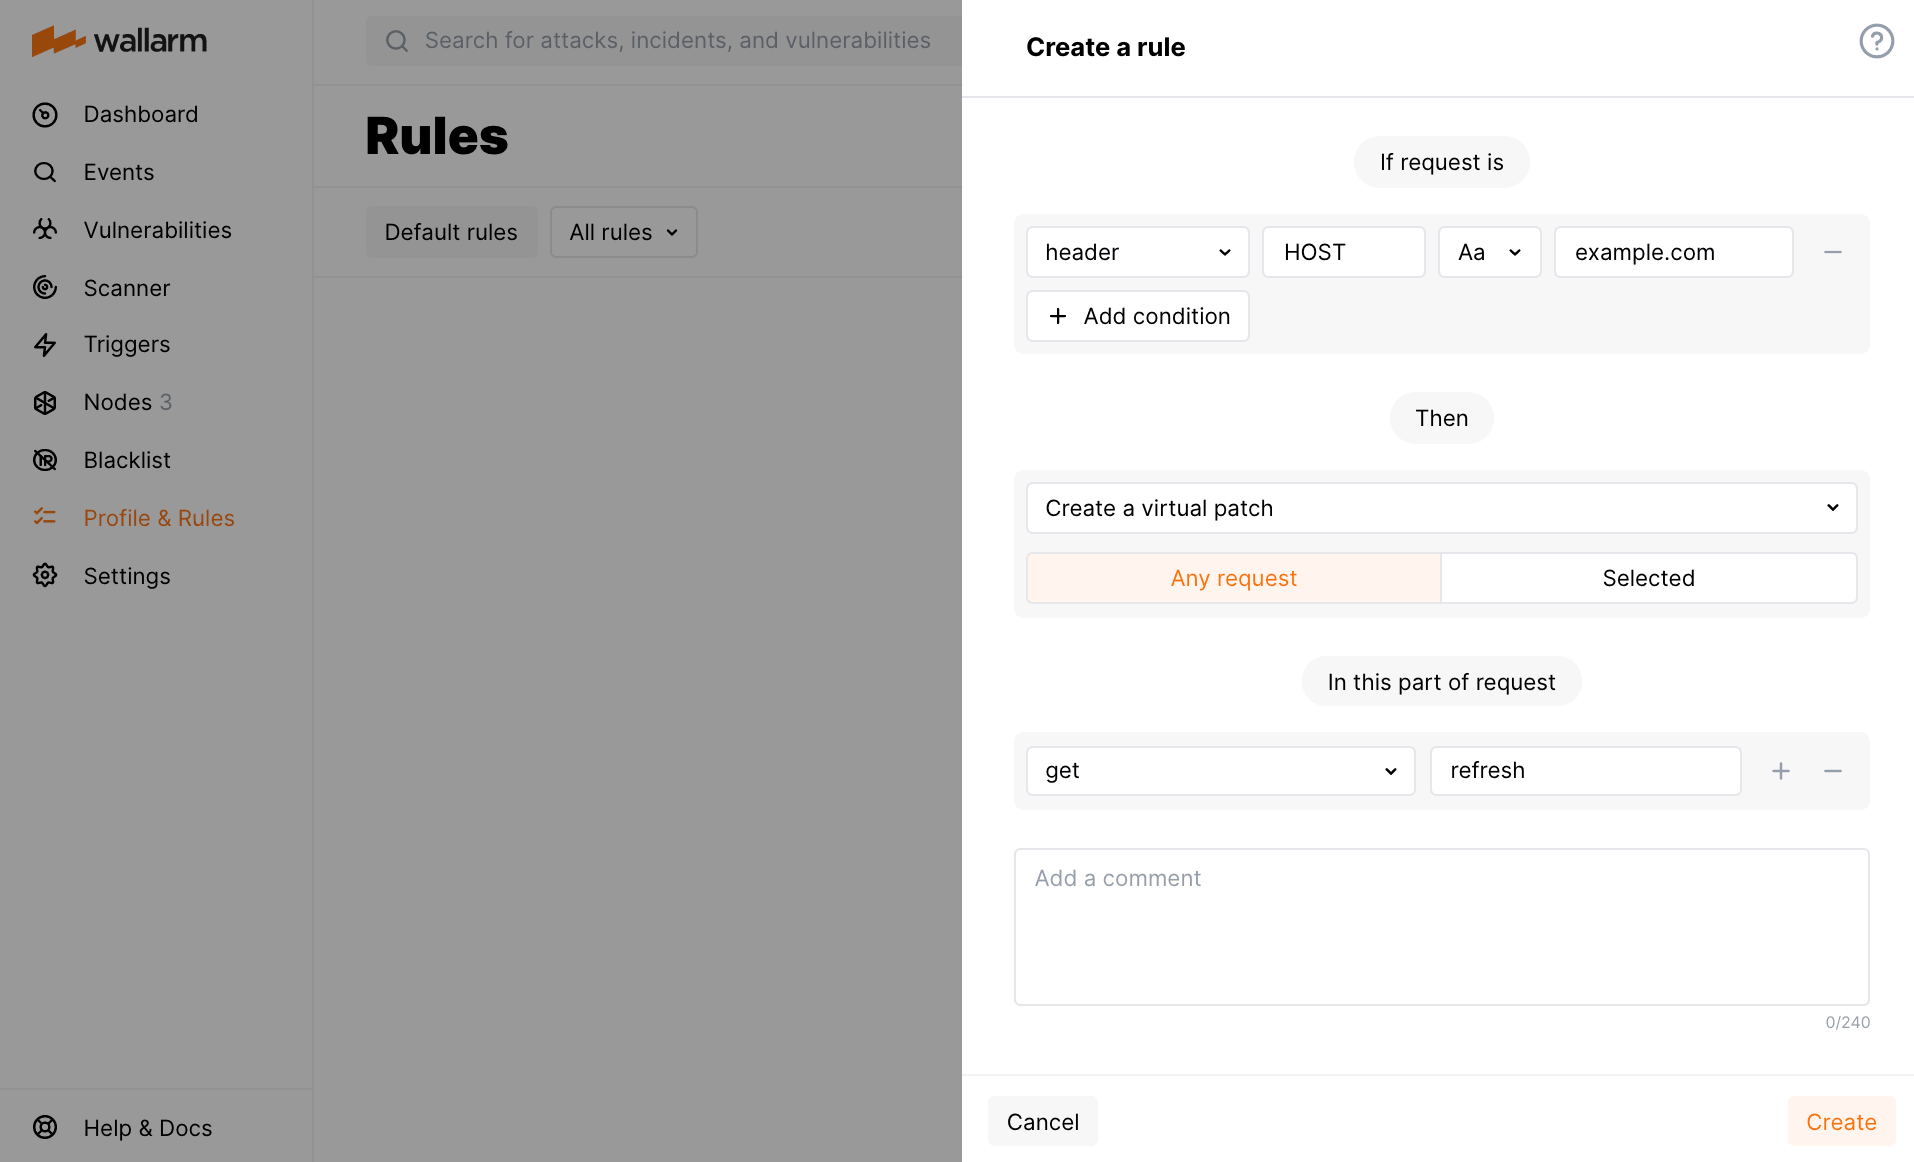 wallarm
Dashboard
Events
Vulnerabilities
Scanner
Triggers
Nodes 3
Blacklist
Profile & Rules
Settings
Help & Docs
Search for attacks, incidents, and vulnerabilities
Rules
Default rules All rules
Create a rule
If request is
header HOST Aa example.com
Add condition
Then
Create a virtual patch
Any request Selected
In this part of request
get refresh
Add a comment
0/240
Cancel Create